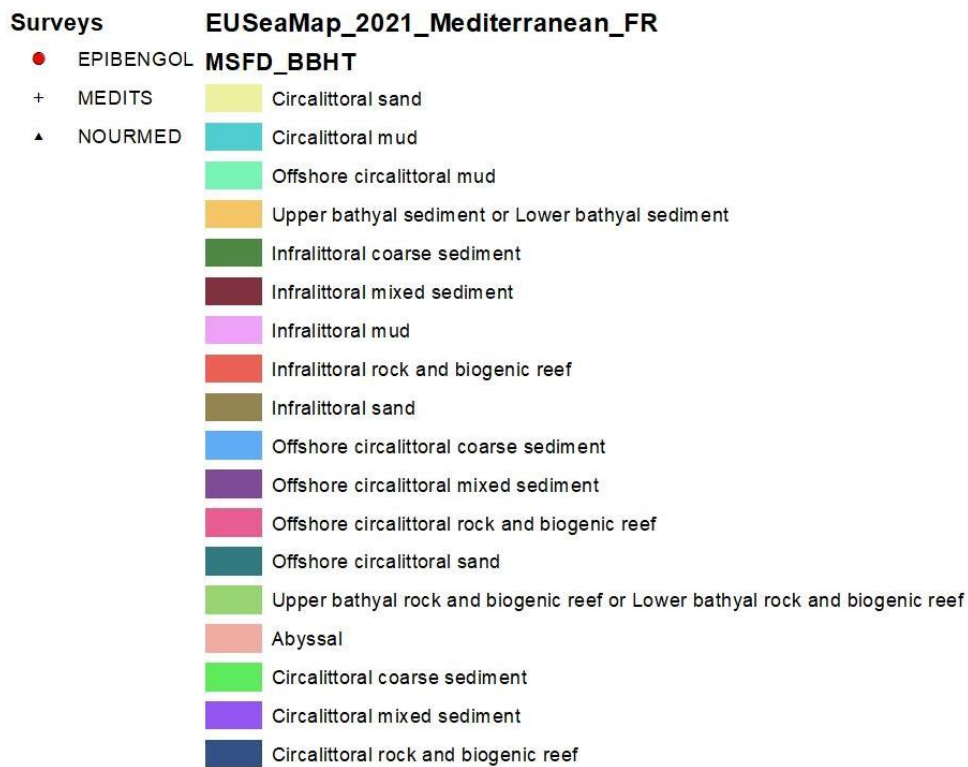 Surveys
EPIBENGOL
MEDITS
NOURMED
EUSeaMap_2021_Mediterranean_FR
MSFD_BBHT
Circalittoral sand
Circalittoral mud
Offshore circalittoral mud
Upper bathyal sediment or Lower bathyal sediment
Infralittoral coarse sediment
Infralittoral mixed sediment
Infralittoral mud
Infralittoral rock and biogenic reef
Infralittoral sand
Offshore circalittoral coarse sediment
Offshore circalittoral mixed sediment
Offshore circalittoral rock and biogenic reef
Offshore circalittoral sand
Upper bathyal rock and biogenic reef or Lower bathyal rock and biogenic reef
Abyssal
Circalittoral coarse sediment
Circalittoral mixed sediment
Circalittoral rock and biogenic reef